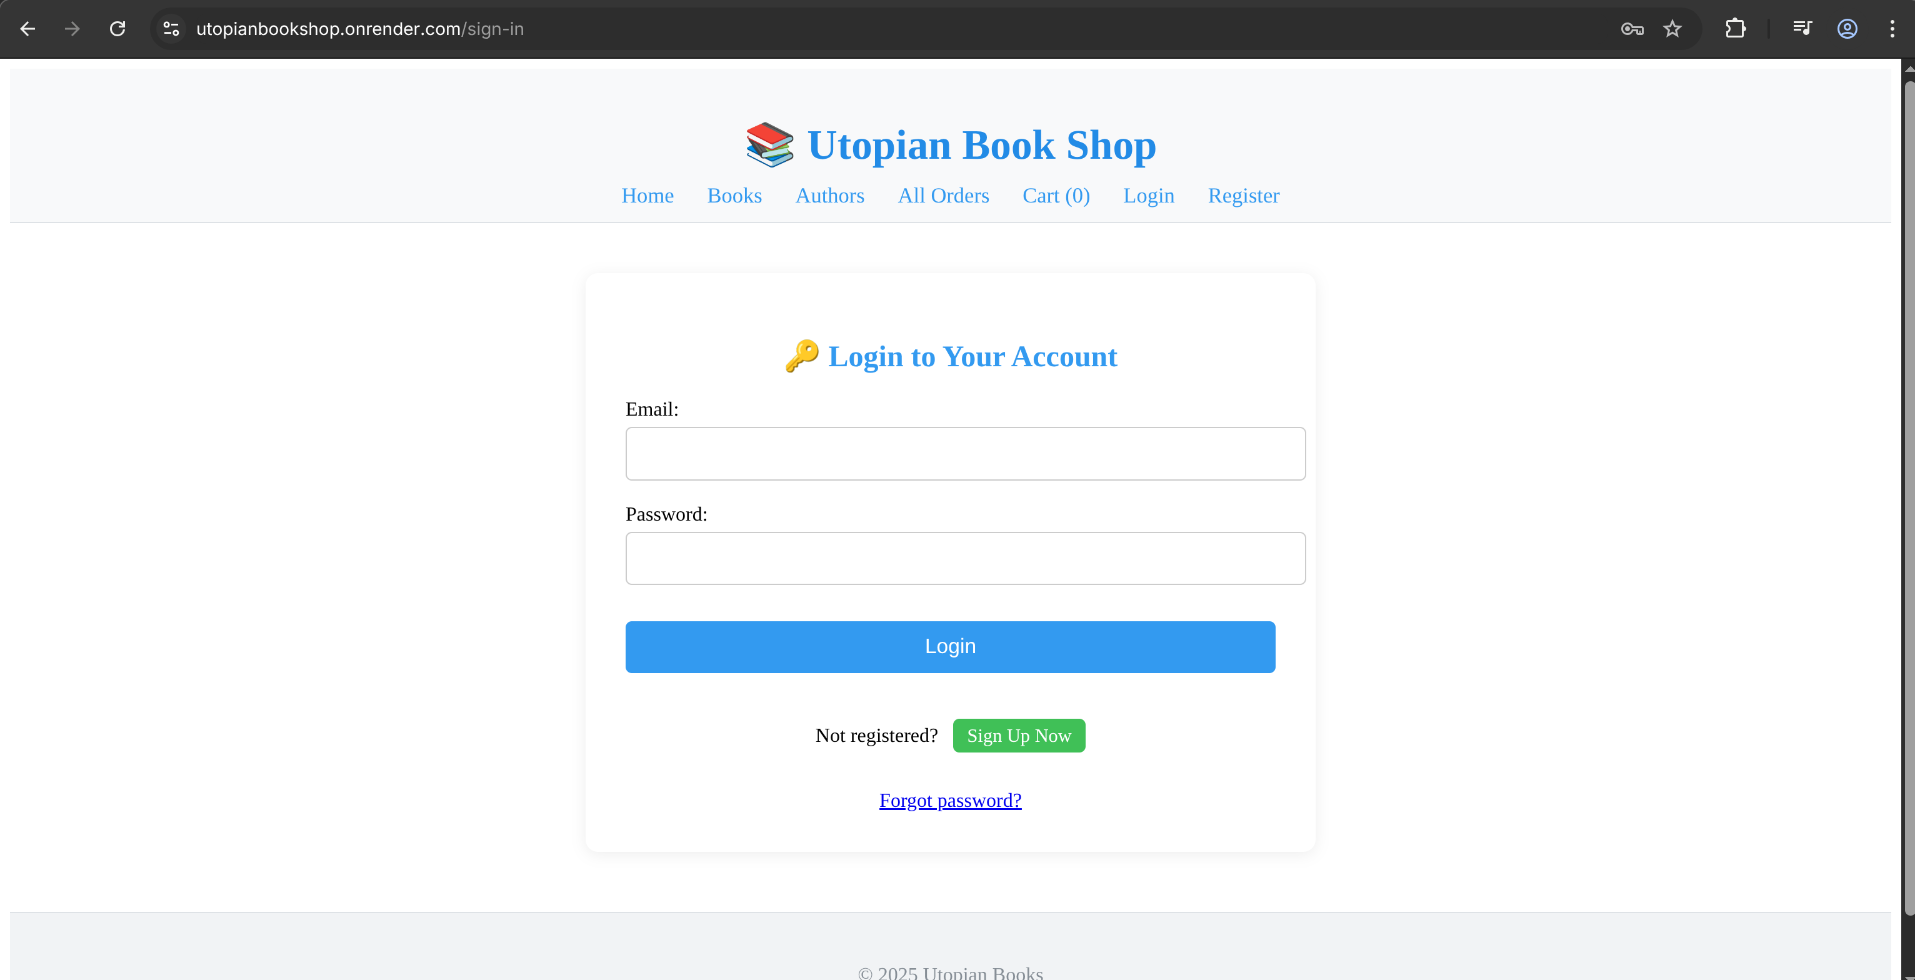 utopianbookshop.onrender.com/sign-in
Utopian Book Shop
Home Books Authors All Orders Cart (0) Login Register
Login to Your Account
Email:
Password:
Login
Not registered? Sign Up Now
Forgot password?
© 2025 Utopian Books